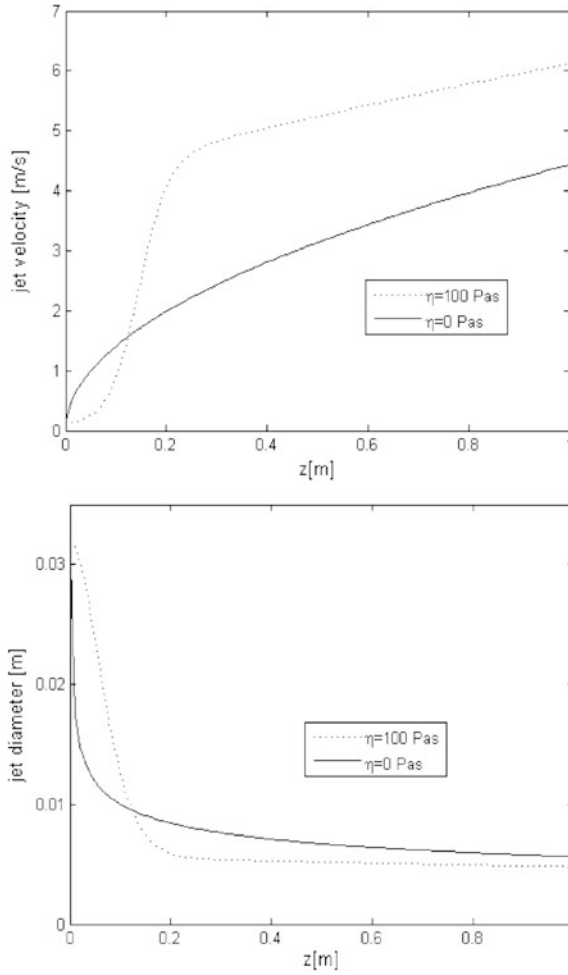 7
6
5
4
3
2
1
0
jet velocity [m/s]
η=100 Pas
η=0 Pas
0 0.2 0.4 0.6 0.8 1
z[m]
0.03
0.02
0.01
0
jet diameter [m]
η=100 Pas
η=0 Pas
0 0.2 0.4 0.6 0.8
z[m]